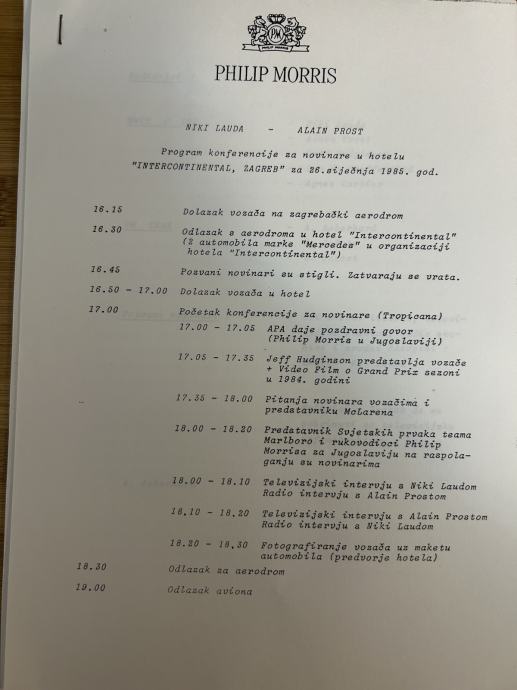 PM
PHILIP MORRIS
PHILIP MORRIS
NIKI LAUDA - ALAIN PROST
Program konferencije za novinare u hotelu
"INTERCONTINENTAL, ZAGREB" za 26.siječnja 1985. god.
16.15 Dolazak vozača na zagrebački aerodrom
16.30 Odlazak s aerodroma u hotel "Intercontinental"
(2 automobila marke "Mercedes" u organizaciji
hotela "Intercontinental")
16.45 Pozvani novinari su stigli. Zatvaraju se vrata.
16.50 - 17.00 Dolazak vozača u hotel
17.00 Početak konferencije za novinare (Tropicana)
17.00 - 17.05 APA daje pozdravni govor
(Philip Morris u Jugoslaviji)
17.05 - 17.35 Jeff Hudginson predstavlja vozače
+ Video Film o Grand Prix sezoni
u 1984. godini
17.35 - 18.00 Pitanja novinara vozačima i
predstavniku McLarena
18.00 - 18.20 Predstavnik Svjetskih prvaka teama
Marlboro i rukovodioci Philip
Morrisa za Jugoslaviju na raspola-
ganju su novinarima
18.00 - 18.10 Televizijski intervju s Niki Laudom
Radio intervju s Alain Prostom
18.10 - 18.20 Televizijski intervju s Alain Prostom
Radio intervju s Niki Laudom
18.20 - 18.30 Fotografiranje vozača uz maketu
automobila (predvorje hotela)
18.30 Odlazak za aerodrom
19.00 Odlazak aviona